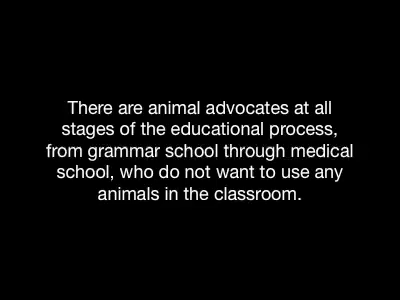 There are animal advocates at all
stages of the educational process,
from grammar school through medical
school, who do not want to use any
animals in the classroom.